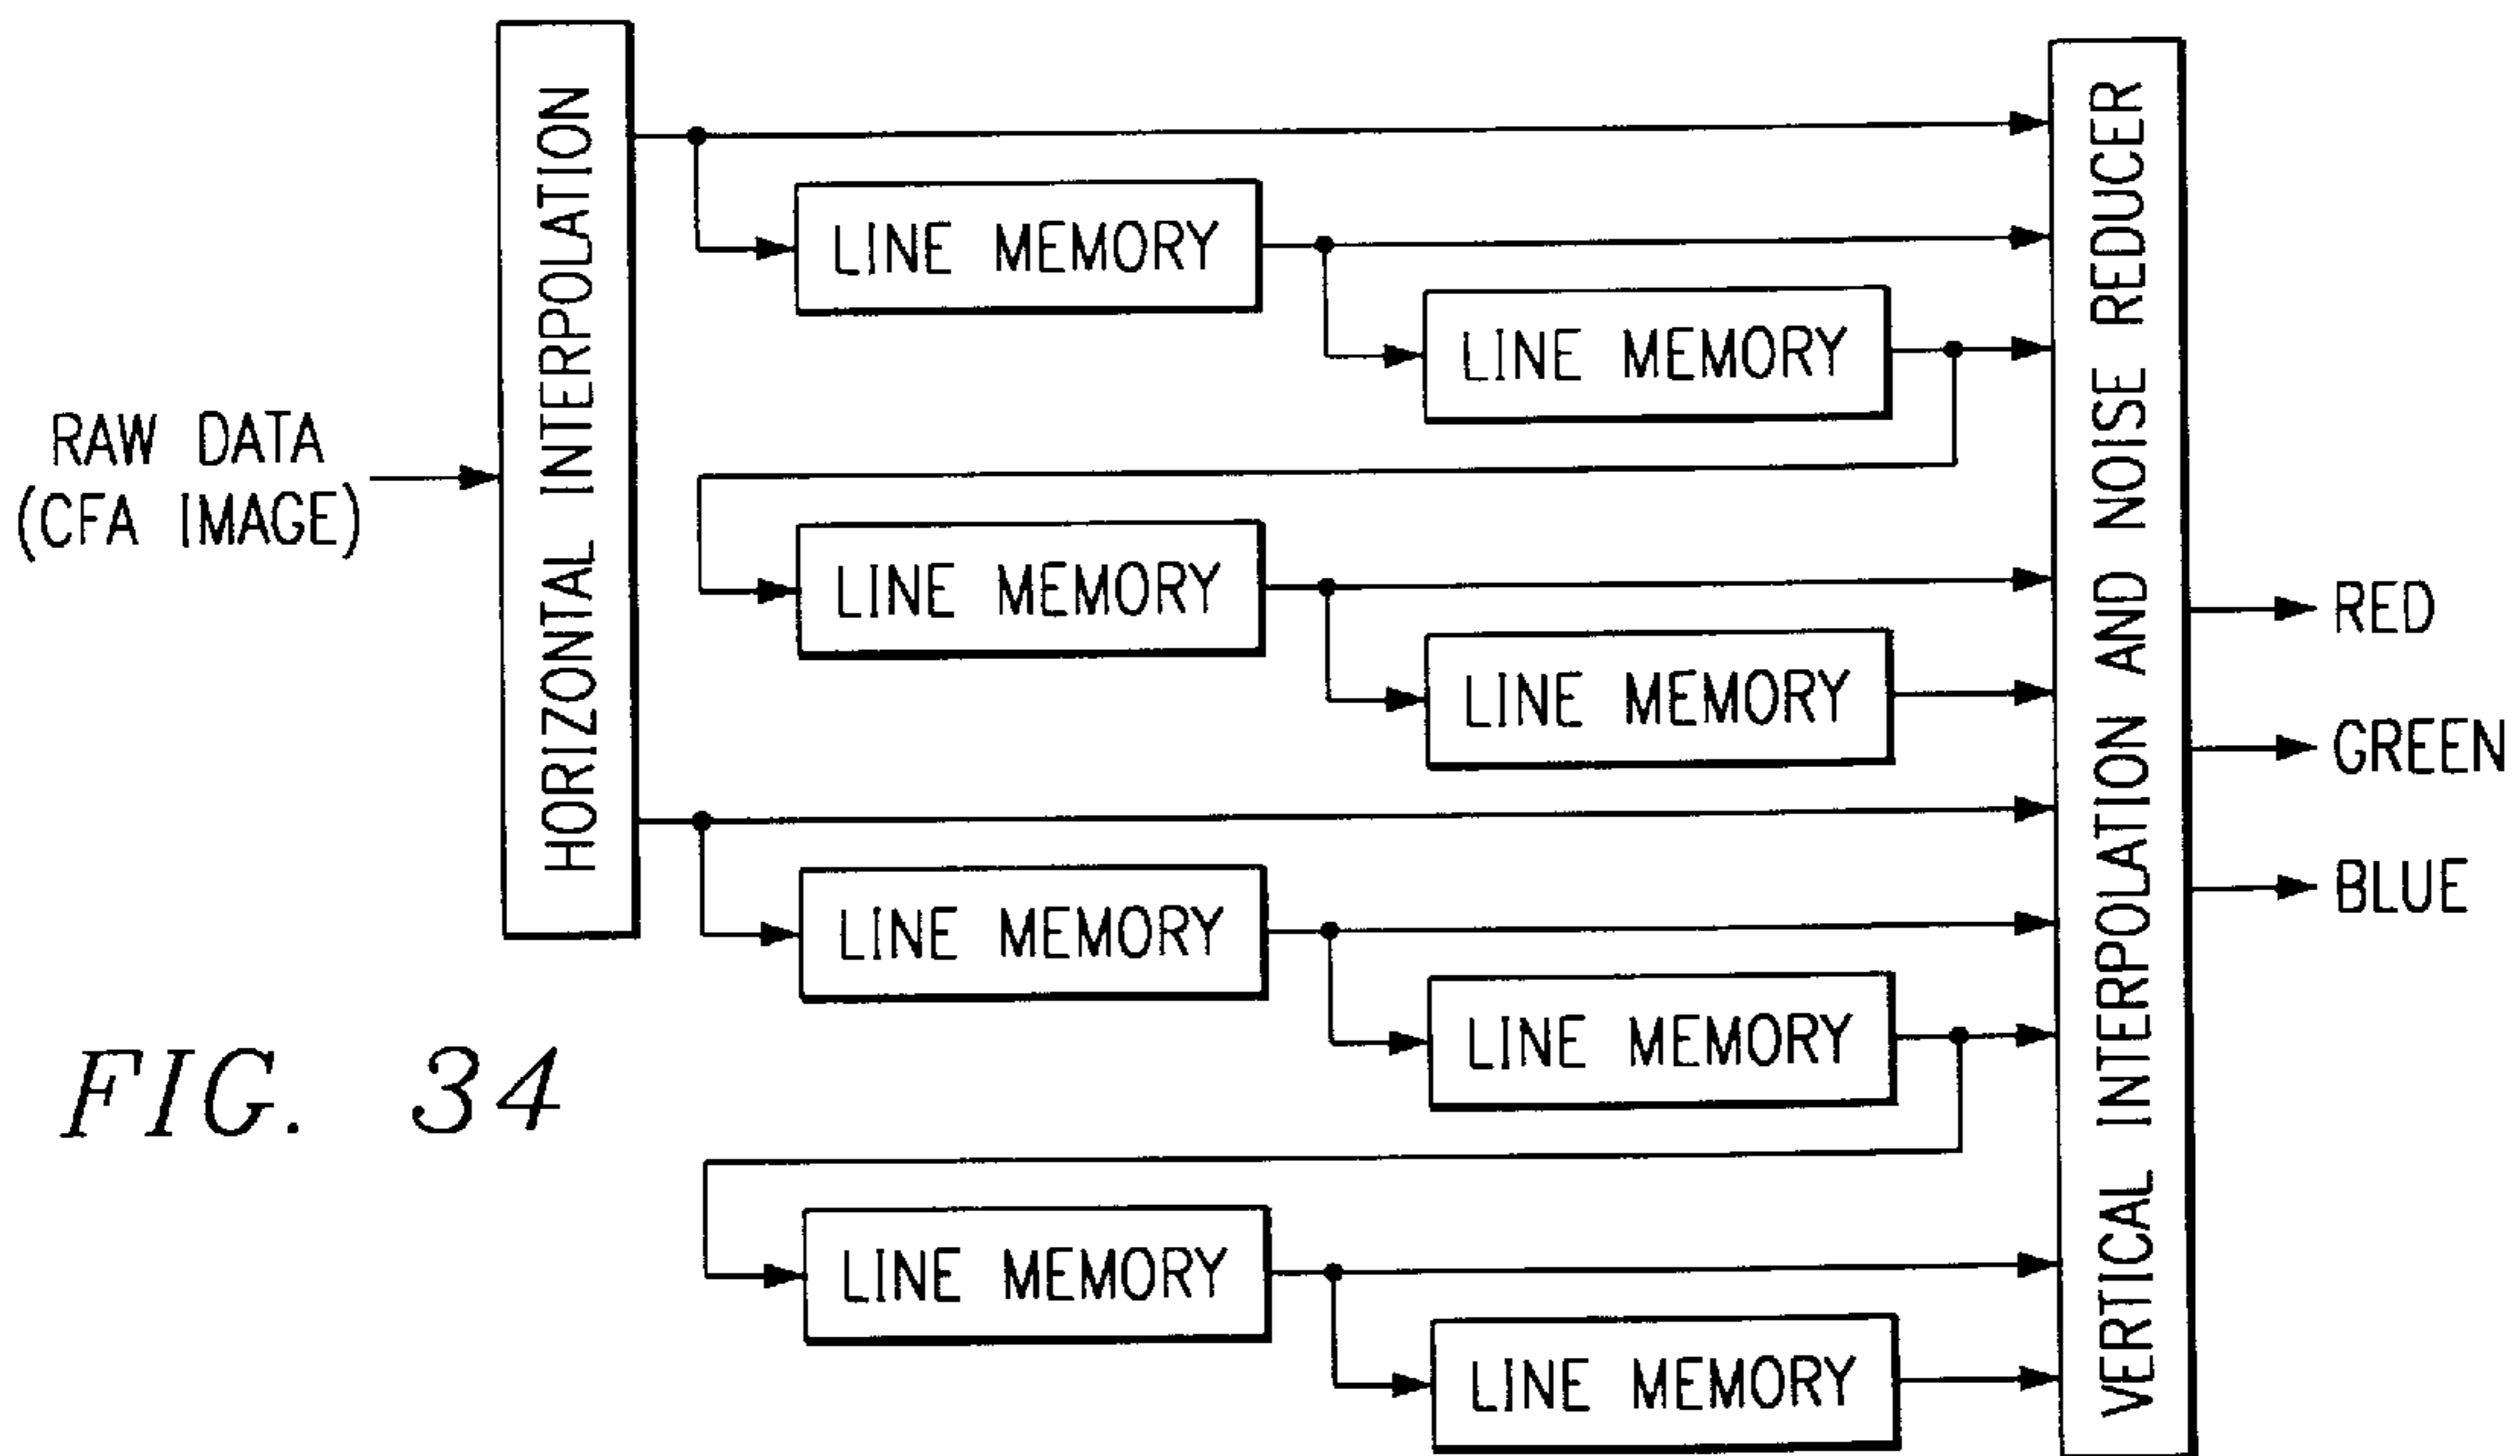 HORIZONTAL INTERPOLATION
VERTICAL INTERPOLATION AND NOISE REDUCER
LINE MEMORY
LINE MEMORY
RAW DATA
(CFA IMAGE)
LINE MEMORY
LINE MEMORY
RED
GREEN
BLUE
LINE MEMORY
LINE MEMORY
FIG. 34
LINE MEMORY
LINE MEMORY